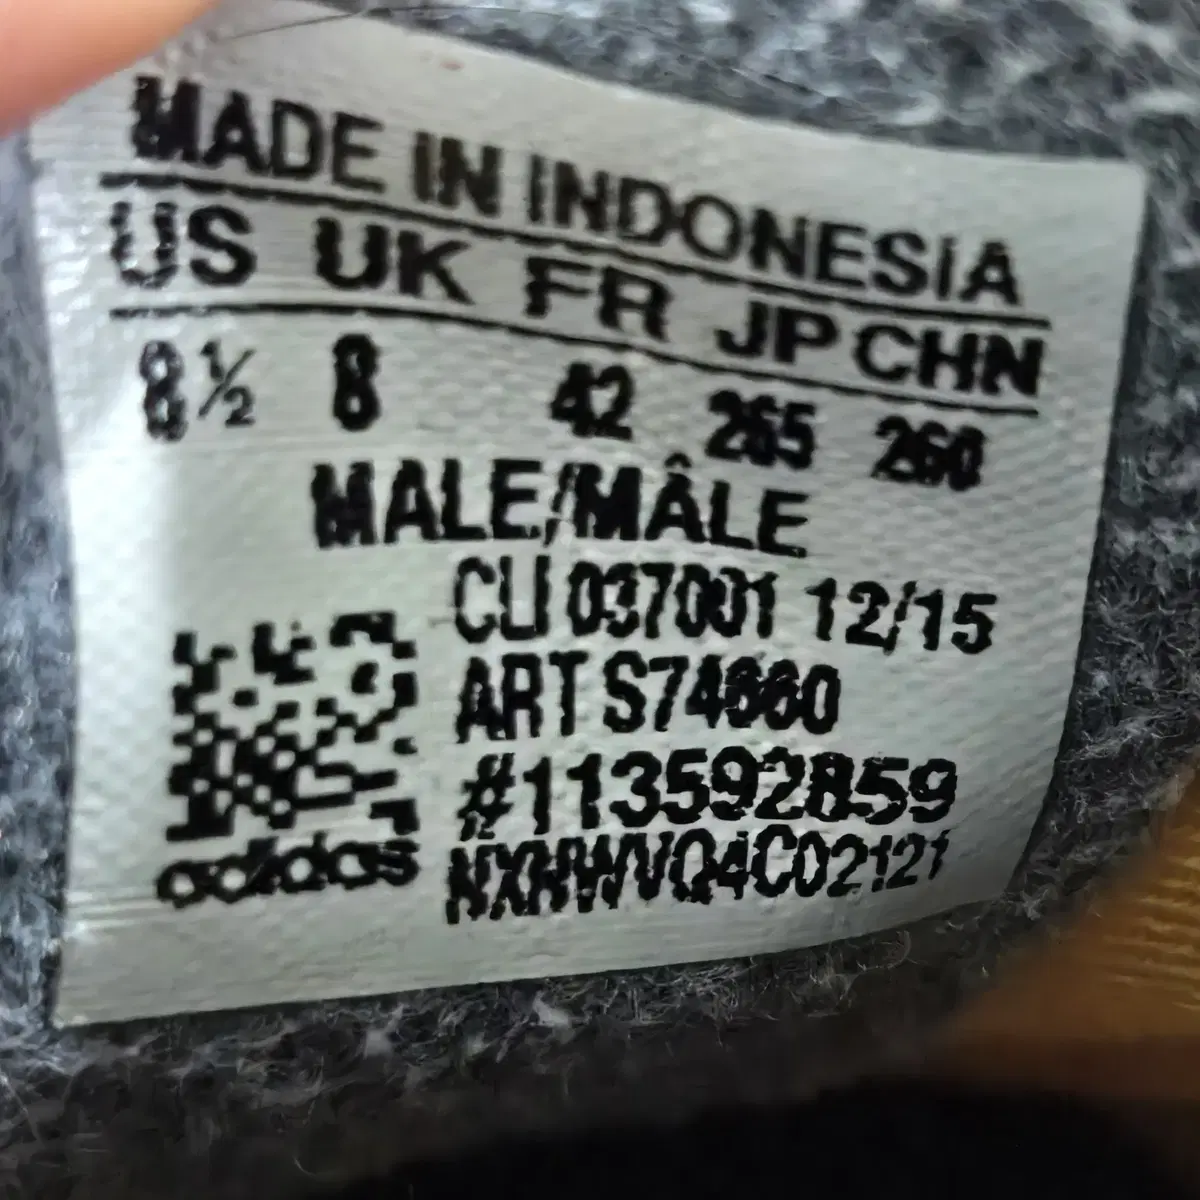 MADE IN INDONESIA
US UK FR JP CHN
8½ 8 42 265 260
MALE/MÂLE
CLI 037001 12/15
ART S74660
#113592859
adidas NXNWVQ4C02121